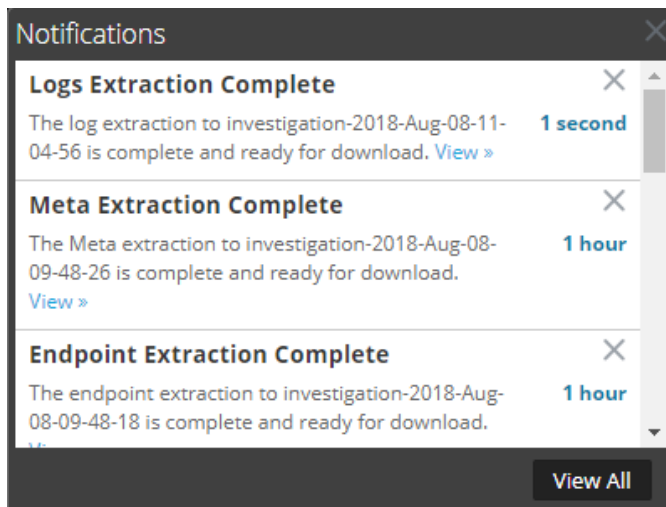 Notifications
Logs Extraction Complete
The log extraction to investigation-2018-Aug-08-11-
04-56 is complete and ready for download. View »
1 second
Meta Extraction Complete
The Meta extraction to investigation-2018-Aug-08-
09-48-26 is complete and ready for download.
View »
1 hour
Endpoint Extraction Complete
The endpoint extraction to investigation-2018-Aug-
08-09-48-18 is complete and ready for download.
1 hour
View All